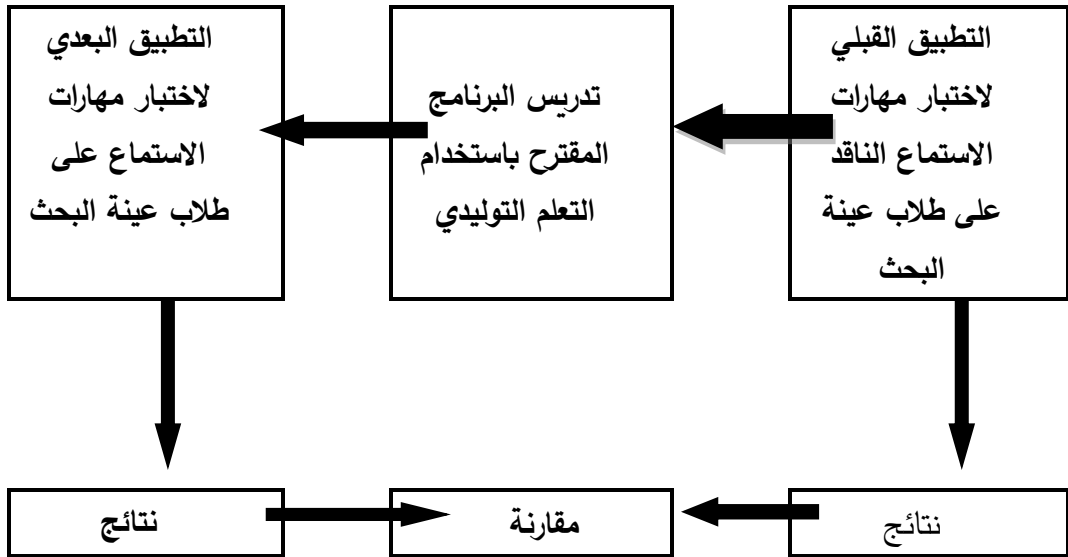 التطبيق القبلي
لاختبار مهارات
الاستماع الناقد
على طلاب عينة
البحث
تدريس البرنامج
المقترح باستخدام
التعلم التوليدي
التطبيق البعدي
لاختبار مهارات
الاستماع على
طلاب عينة البحث
نتائج
مقارنة
نتائج